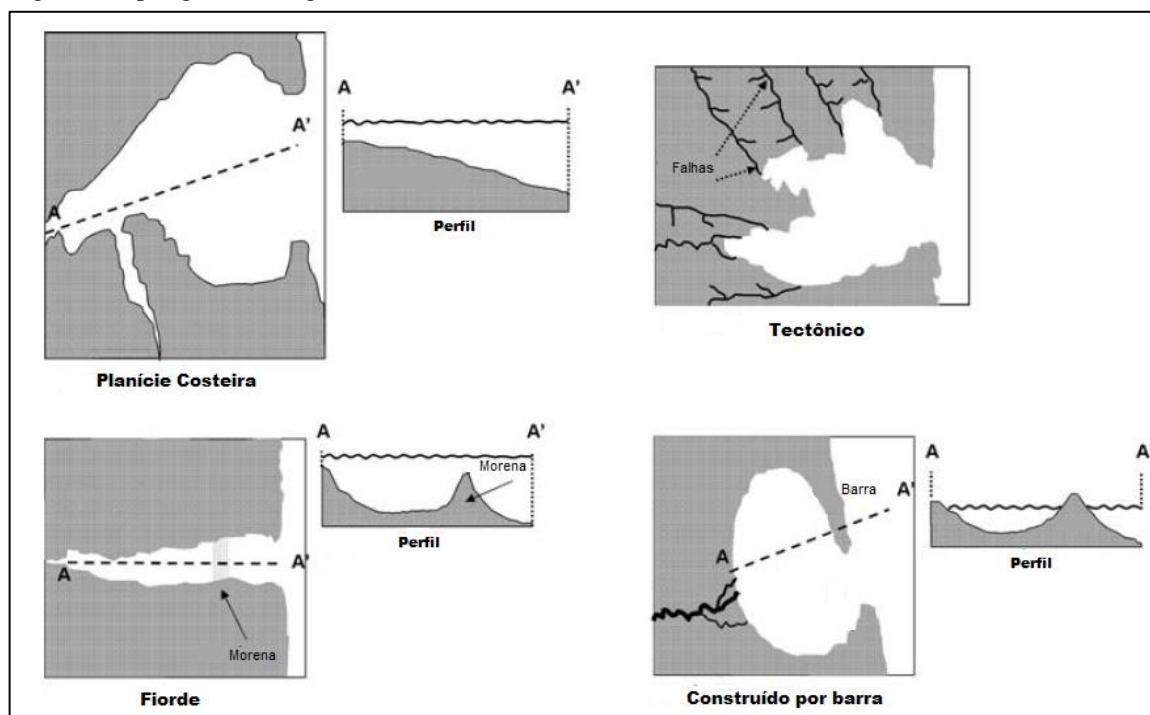 A
A'
Planície Costeira
A
A'
Perfil
Falhas
Tectônico
A
A'
Morena
Fiorde
A
A'
Morena
Perfil
A
A'
Barra
Construído por barra
A
A
Perfil